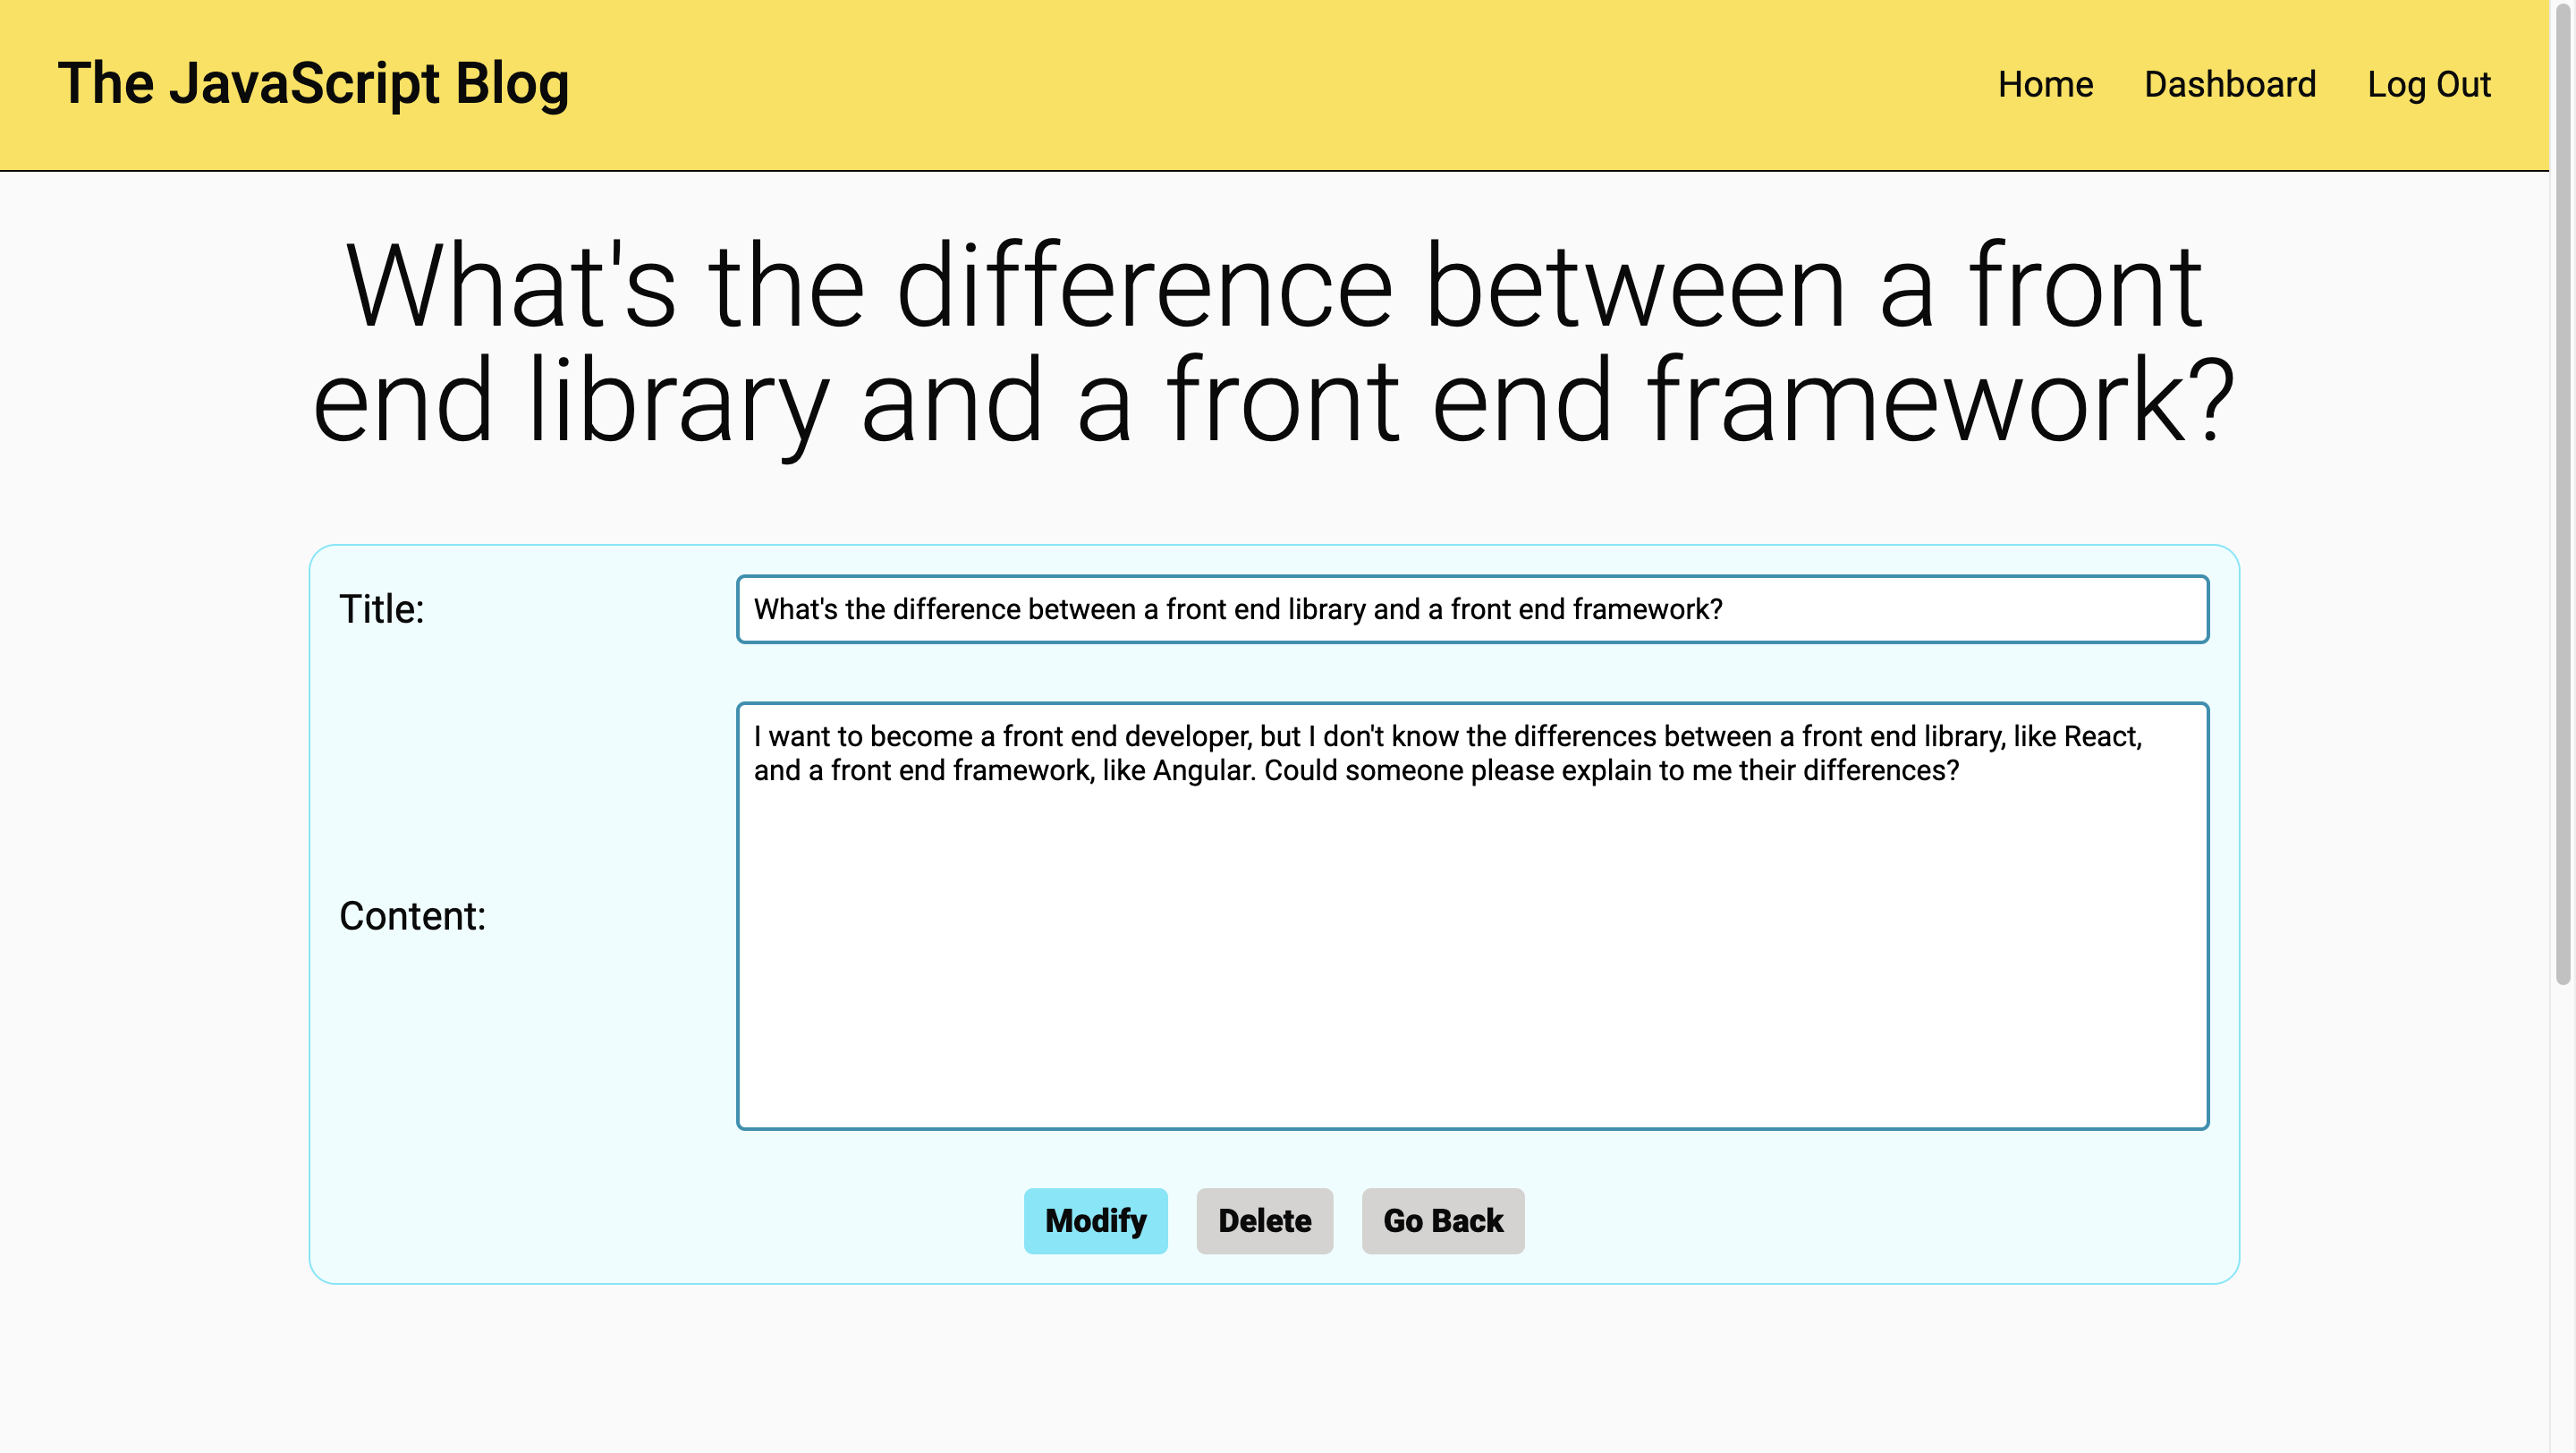 The JavaScript Blog
Home Dashboard Log Out
What's the difference between a front
end library and a front end framework?
Title:
What's the difference between a front end library and a front end framework?
Content:
I want to become a front end developer, but I don't know the differences between a front end library, like React,
and a front end framework, like Angular. Could someone please explain to me their differences?
Modify Delete Go Back